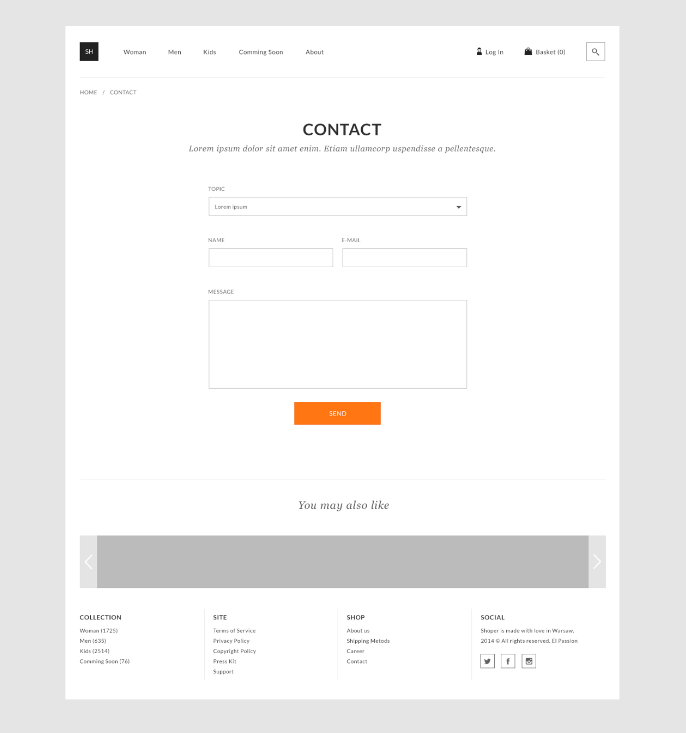 SH
Woman
Men
Kids
Comming Soon
About
Log In
Basket (0)
HOME / CONTACT
CONTACT
Lorem ipsum dolor sit amet enim. Etiam ullamcorp uspendisse a pellentesque.
TOPIC
Lorem ipsum
NAME
E-MAIL
MESSAGE
SEND
You may also like
COLLECTION
Woman (1725)
Men (635)
Kids (2514)
Comming Soon (76)
SITE
Terms of Service
Privacy Policy
Copyright Policy
Press Kit
Support
SHOP
About us
Shipping Metods
Career
Contact
SOCIAL
Shoper is made with love in Warsaw,
2014 © All rights reserved. El Passion